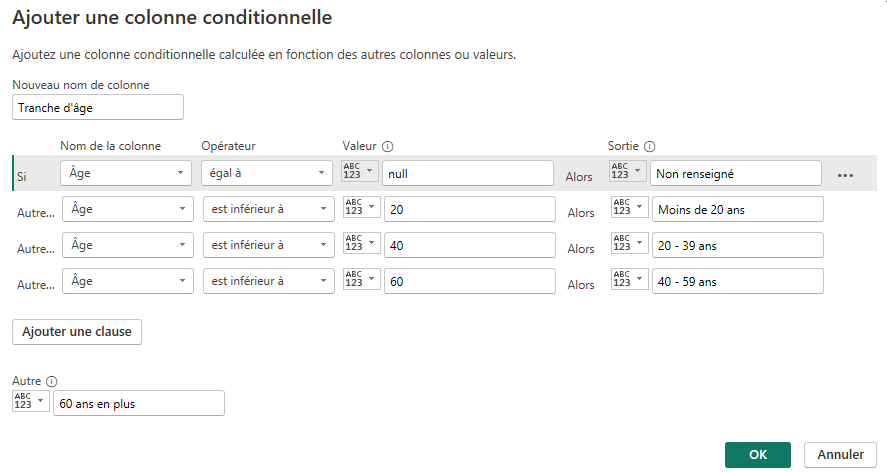 Ajouter une colonne conditionnelle
Ajoutez une colonne conditionnelle calculée en fonction des autres colonnes ou valeurs.
Nouveau nom de colonne
Tranche d'âge
Nom de la colonne Opérateur Valeur Sortie
Si Âge égal à ABC 123 null Alors ABC 123 Non renseigné ...
Autre... Âge est inférieur à ABC 123 20 Alors ABC 123 Moins de 20 ans
Autre... Âge est inférieur à ABC 123 40 Alors ABC 123 20 - 39 ans
Autre... Âge est inférieur à ABC 123 60 Alors ABC 123 40 - 59 ans
Ajouter une clause
Autre
ABC 123 60 ans en plus
OK Annuler